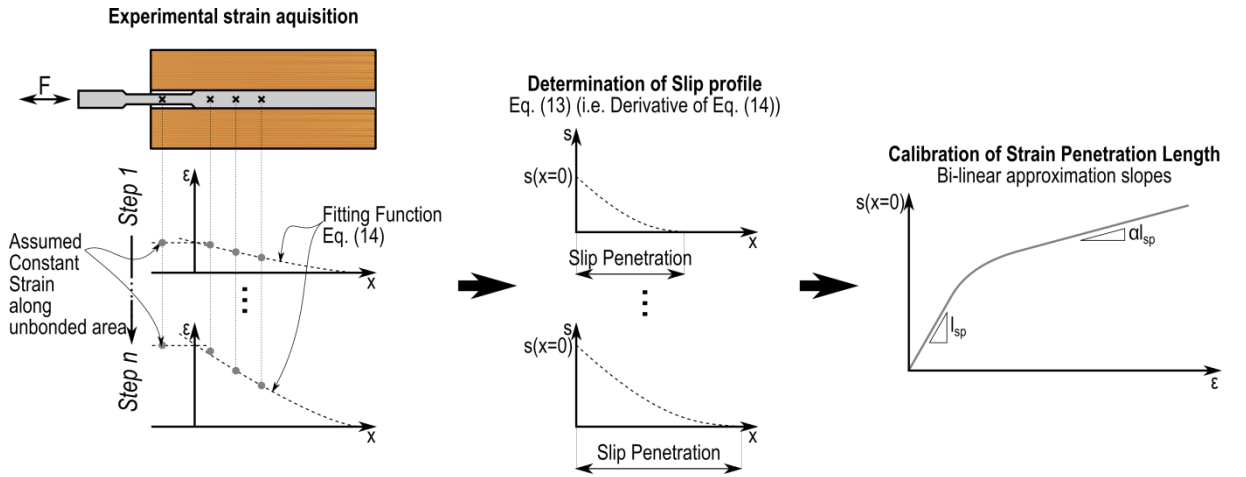 Experimental strain aquisition
F
Step 1
ε
x
Fitting Function
Eq. (14)
Assumed
Constant
Strain
along
unbonded area
Step n
ε
x
Determination of Slip profile
Eq. (13) (i.e. Derivative of Eq. (14))
s
s(x=0)
x
Slip Penetration
s
s(x=0)
x
Slip Penetration
Calibration of Strain Penetration Length
Bi-linear approximation slopes
s(x=0)
αlsp
lsp
ε